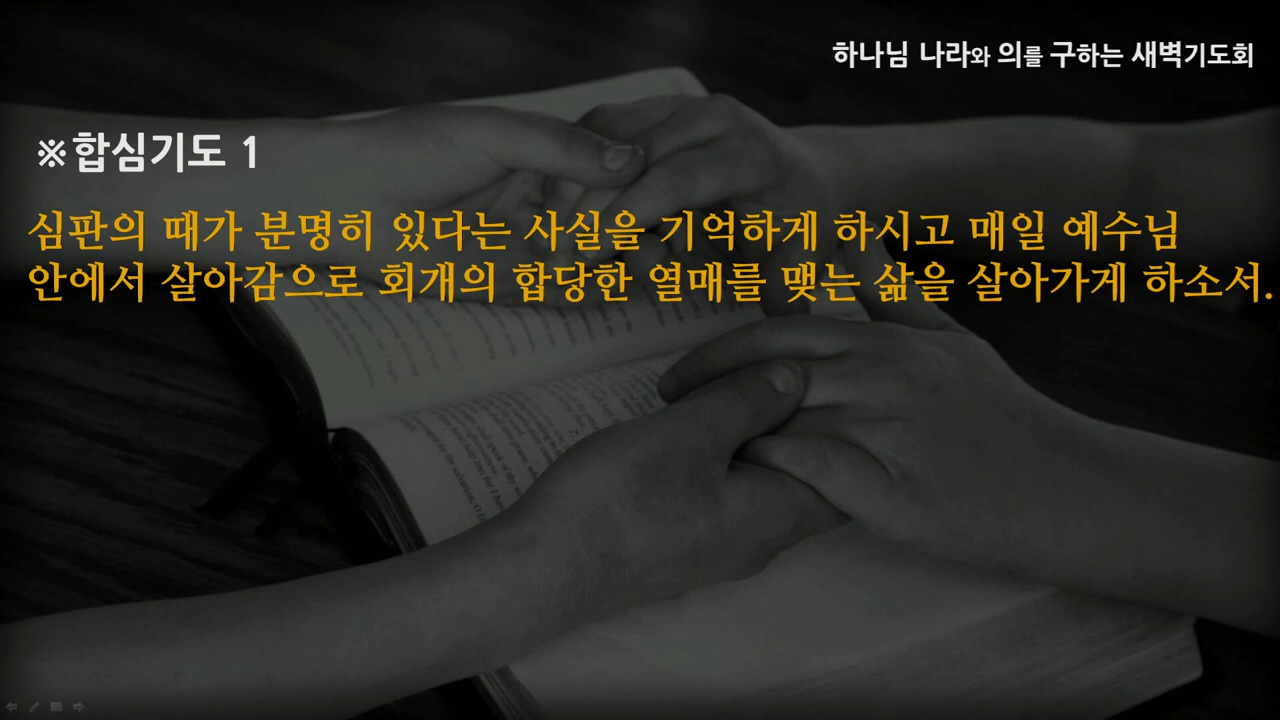 하나님 나라와 의를 구하는 새벽기도회
※합심기도 1
심판의 때가 분명히 있다는 사실을 기억하게 하시고 매일 예수님
안에서 살아감으로 회개의 합당한 열매를 맺는 삶을 살아가게 하소서.